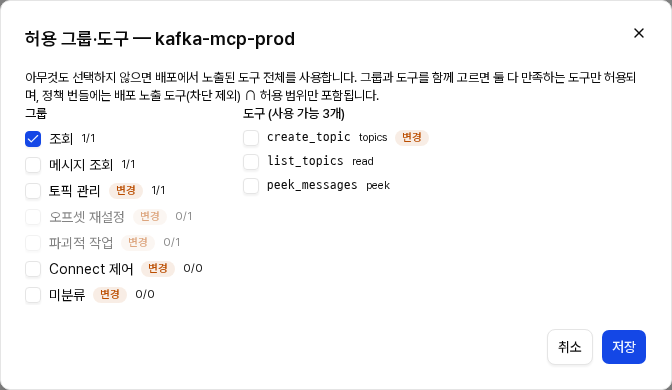 허용 그룹·도구 — kafka-mcp-prod
아무것도 선택하지 않으면 배포에서 노출된 도구 전체를 사용합니다. 그룹과 도구를 함께 고르면 둘 다 만족하는 도구만 허용되
며, 정책 번들에는 배포 노출 도구(차단 제외) ∩ 허용 범위만 포함됩니다.
그룹
조회 1/1
메시지 조회 1/1
토픽 관리 변경 1/1
오프셋 재설정 변경 0/1
파괴적 작업 변경 0/1
Connect 제어 변경 0/0
미분류 변경 0/0
도구 (사용 가능 3개)
create_topic topics 변경
list_topics read
peek_messages peek
취소 저장